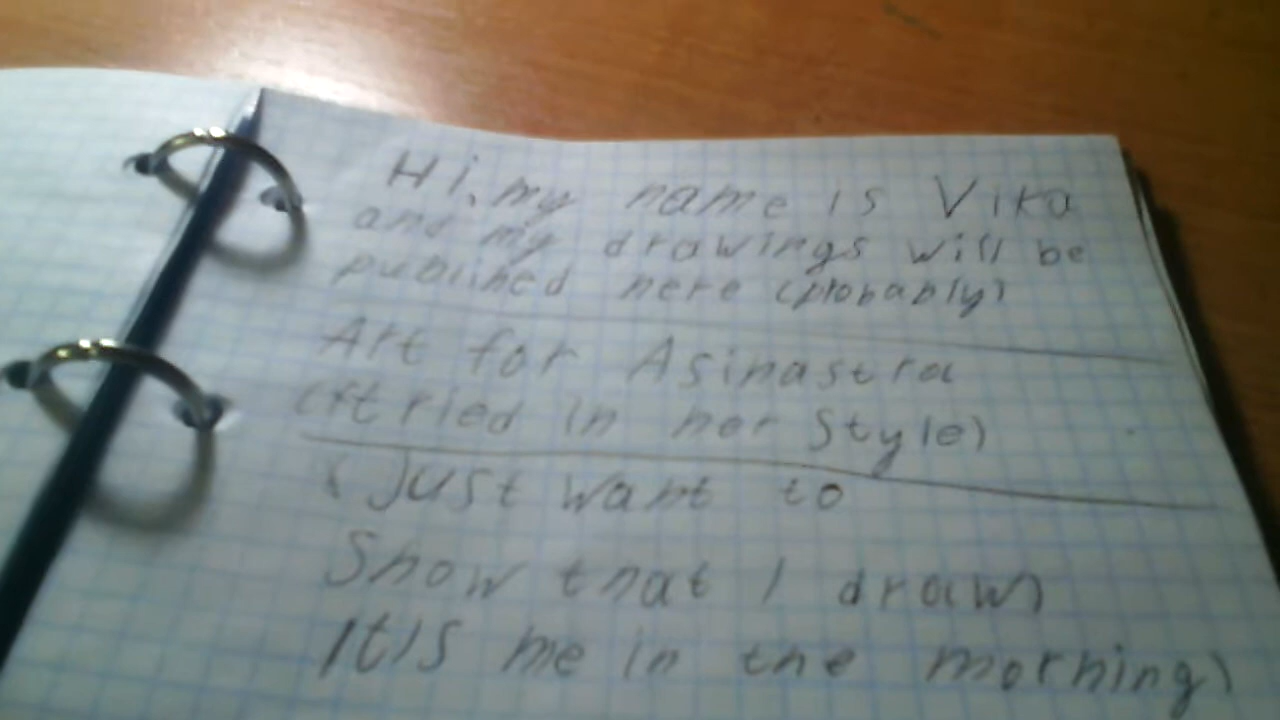 Hi, my name is Vika
and my drawings will be
published here (probably)
Art for Asinastra
tried in her style)
(Just want to
Show that I draw)
It is me in the morning)